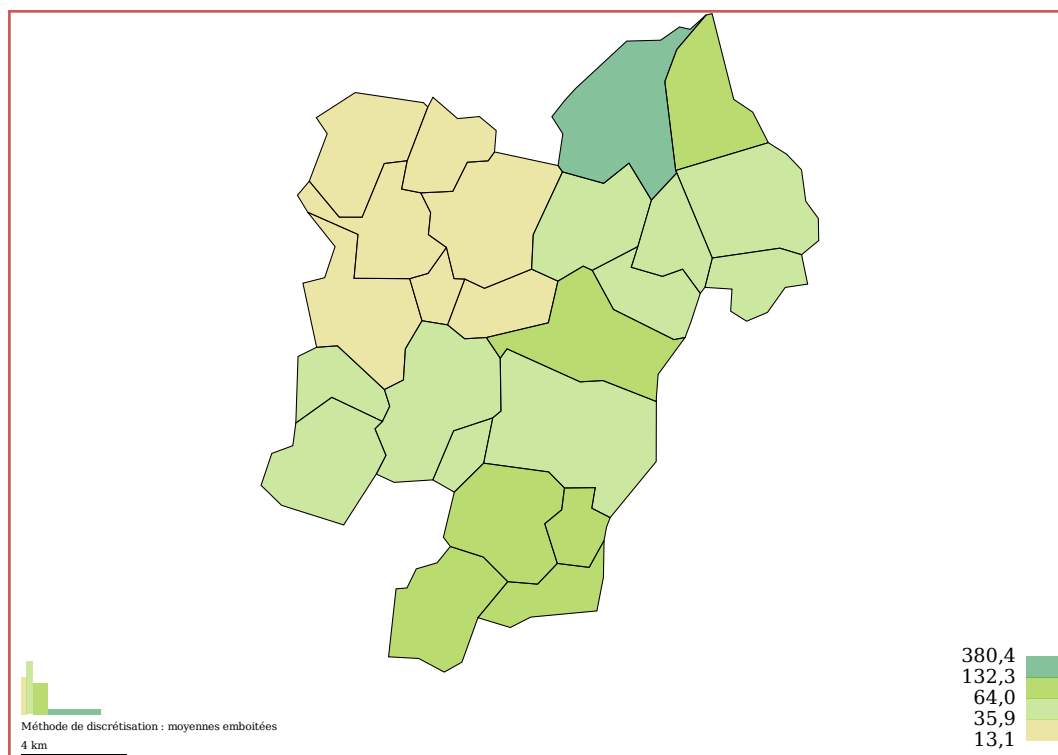 380,4
132,3
64,0
35,9
13,1
Méthode de discrétisation : moyennes emboitées
4 km